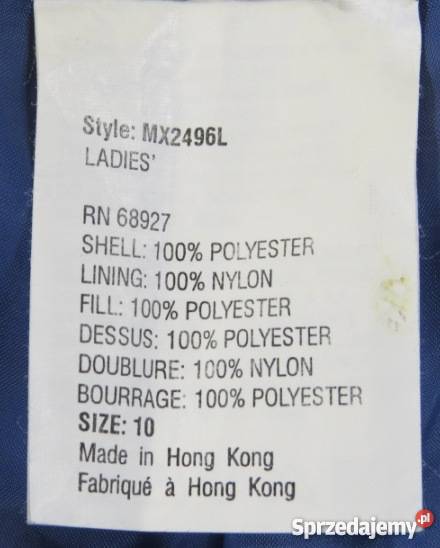 Style: MX2496L
LADIES'
RN 68927
SHELL: 100% POLYESTER
LINING: 100% NYLON
FILL: 100% POLYESTER
DESSUS: 100% POLYESTER
DOUBLURE: 100% NYLON
BOURRAGE: 100% POLYESTER
SIZE: 10
Made in Hong Kong
Fabriqué à Hong Kong
Sprzedajemy.pl